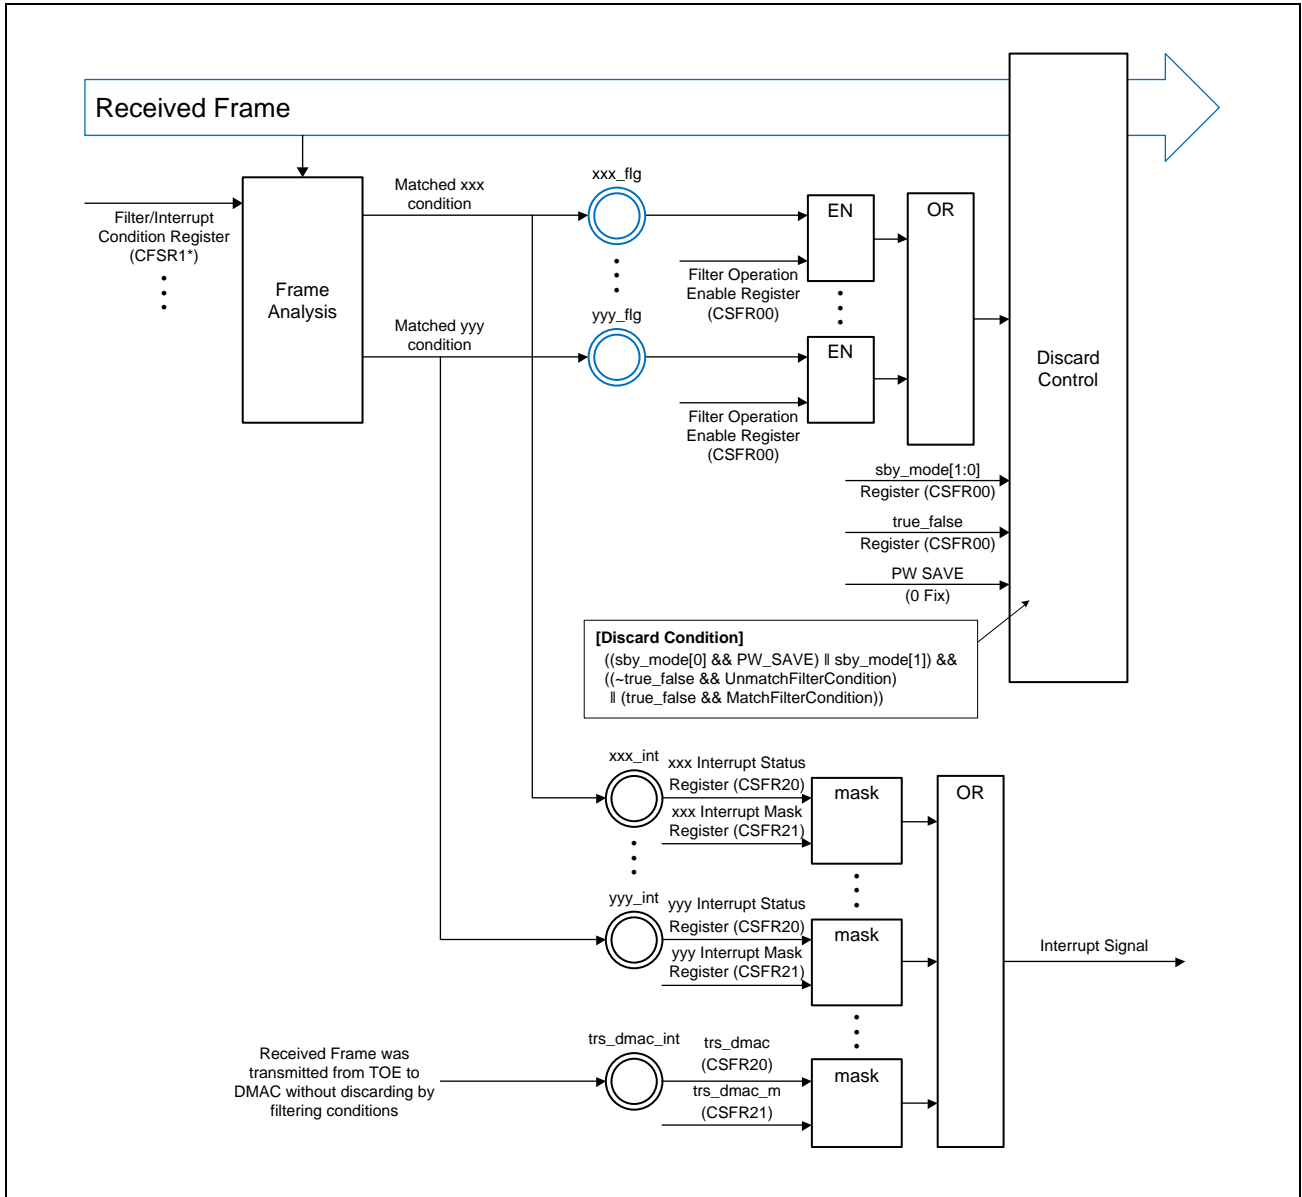 Received Frame
Filter/Interrupt
Condition Register
(CFSR1*)
Frame
Analysis
Matched xxx
condition
Matched yyy
condition
xxx_flg
yyy_flg
Filter Operation
Enable Register
(CSFR00)
Filter Operation
Enable Register
(CSFR00)
EN
EN
OR
Discard
Control
sby_mode[1:0]
Register (CSFR00)
true_false
Register (CSFR00)
PW SAVE
(0 Fix)
[Discard Condition]
((sby_mode[0] && PW_SAVE) || sby_mode[1]) &&
((~true_false && UnmatchFilterCondition)
|| (true_false && MatchFilterCondition))
xxx_int
xxx Interrupt Status
Register (CSFR20)
xxx Interrupt Mask
Register (CSFR21)
mask
OR
yyy_int
yyy Interrupt Status
Register (CSFR20)
yyy Interrupt Mask
Register (CSFR21)
mask
Interrupt Signal
Received Frame was
transmitted from TOE to
DMAC without discarding by
filtering conditions
trs_dmac_int
trs_dmac
(CSFR20)
trs_dmac_m
(CSFR21)
mask